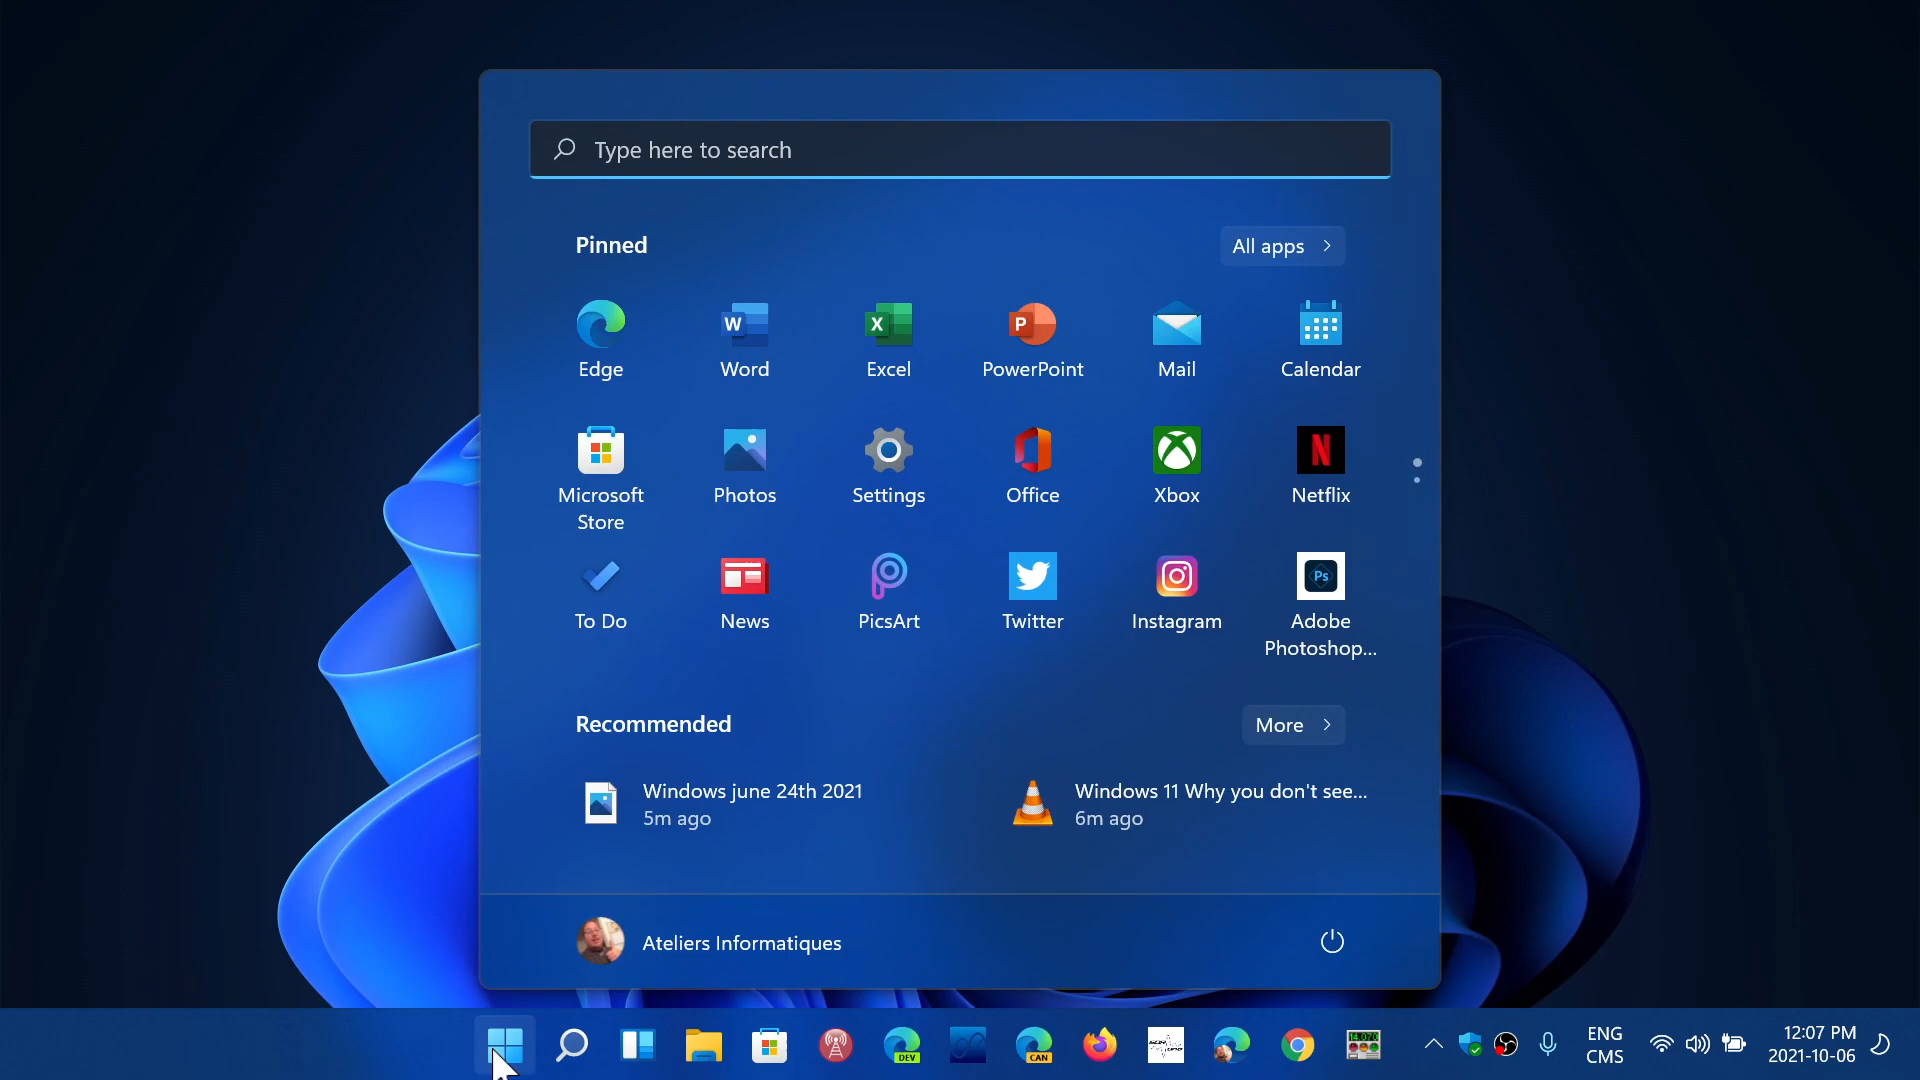 Type here to search
Pinned
All apps
Edge
Word
Excel
PowerPoint
Mail
Calendar
Microsoft
Store
Photos
Settings
Office
Xbox
Netflix
To Do
News
PicsArt
Twitter
Instagram
Adobe
Photoshop...
Recommended
More
Windows june 24th 2021
5m ago
Windows 11 Why you don't see...
6m ago
Ateliers Informatiques
DEV
CAN
ENG
CMS
12:07 PM
2021-10-06